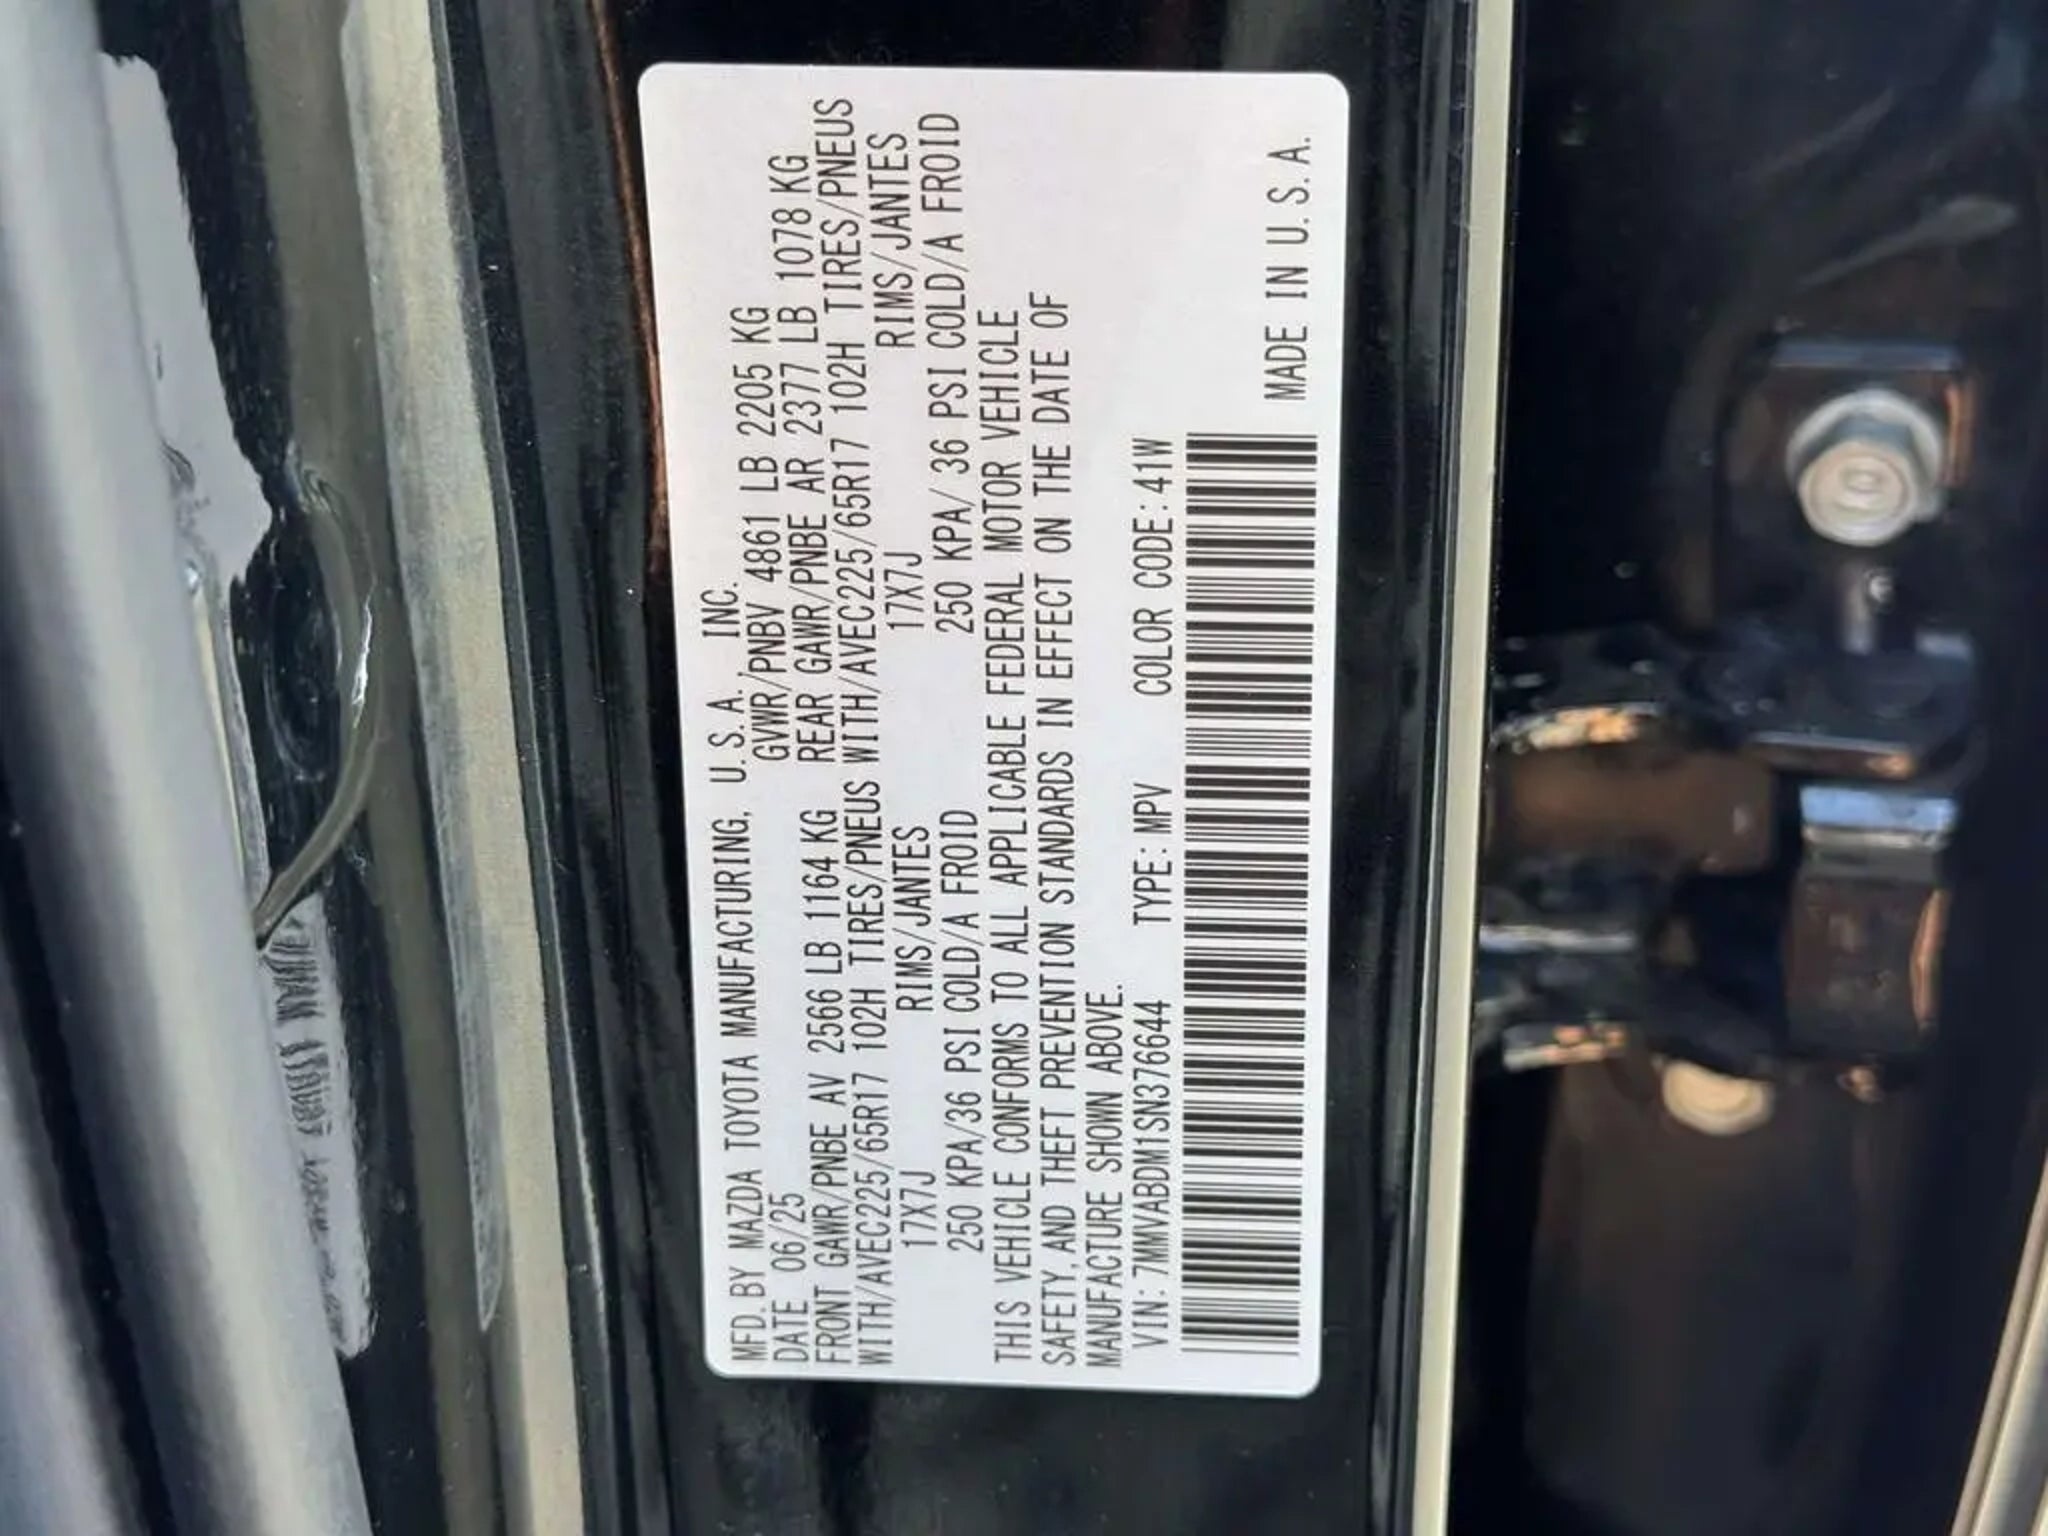 MFD. BY MAZDA TOYOTA MANUFACTURING, U.S.A., INC.
DATE 06/25 GVWR/PNBV 4861 LB 2205 KG
FRONT GAWR/PNBE AV 2566 LB 1164 KG REAR GAWR/PNBE AR 2377 LB 1078 KG
WITH/AVEC225/65R17 102H TIRES/PNEUS WITH/AVEC225/65R17 102H TIRES/PNEUS
17X7J RIMS/JANTES 17X7J RIMS/JANTES
250 KPA/36 PSI COLD/A FROID 250 KPA/ 36 PSI COLD/A FROID
THIS VEHICLE CONFORMS TO ALL APPLICABLE FEDERAL MOTOR VEHICLE
SAFETY, AND THEFT PREVENTION STANDARDS IN EFFECT ON THE DATE OF
MANUFACTURE SHOWN ABOVE.
VIN: 7MMVABDM1SN376644 TYPE: MPV COLOR CODE: 41W
MADE IN U.S.A.